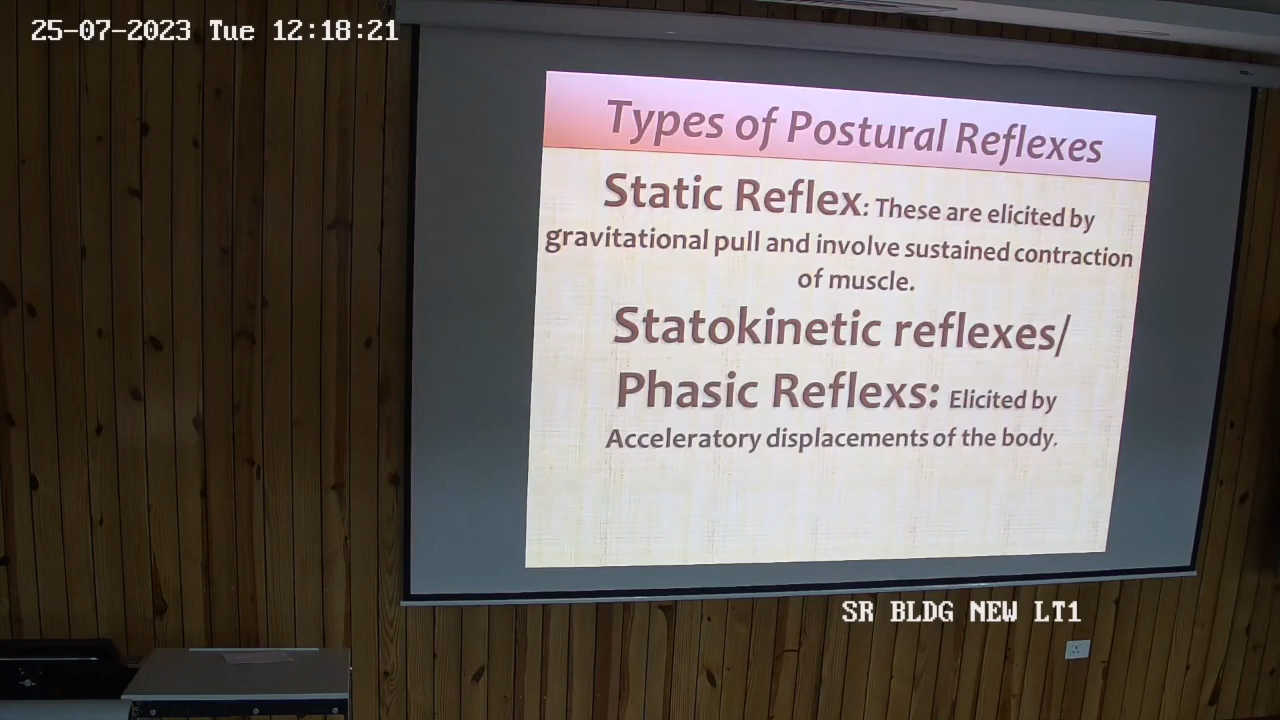 25-07-2023 Tue 12:18:21
Types of Postural Reflexes
Static Reflex: These are elicited by
gravitational pull and involve sustained contraction
of muscle.
Statokinetic reflexes/
Phasic Reflexs: Elicited by
Acceleratory displacements of the body.
SR BLDG NEW LT1